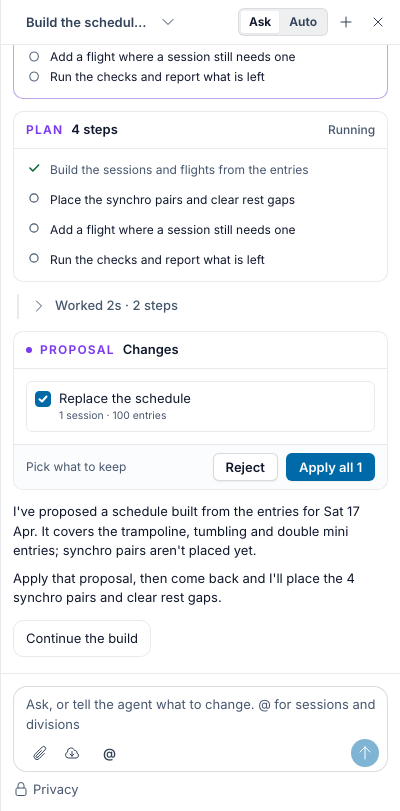 Build the schedul...
Ask
Auto
Add a flight where a session still needs one
Run the checks and report what is left
PLAN 4 steps
Running
Build the sessions and flights from the entries
Place the synchro pairs and clear rest gaps
Add a flight where a session still needs one
Run the checks and report what is left
Worked 2s · 2 steps
PROPOSAL Changes
Replace the schedule
1 session · 100 entries
Pick what to keep
Reject
Apply all 1
I've proposed a schedule built from the entries for Sat 17
Apr. It covers the trampoline, tumbling and double mini
entries; synchro pairs aren't placed yet.
Apply that proposal, then come back and I'll place the 4
synchro pairs and clear rest gaps.
Continue the build
Ask, or tell the agent what to change. @ for sessions and
divisions
@
Privacy